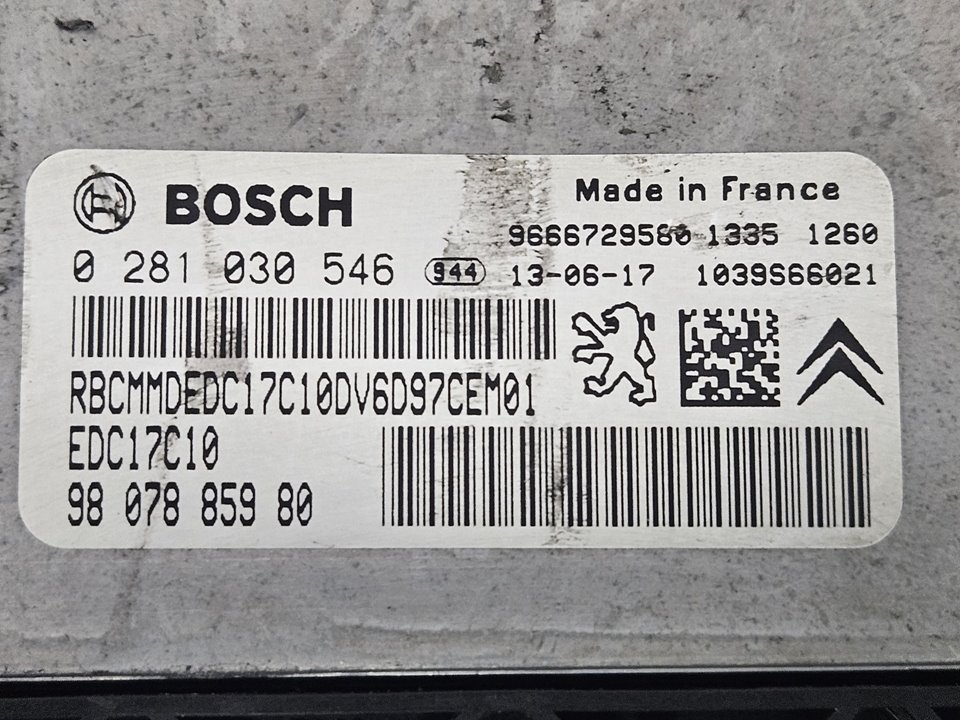 BOSCH
Made in France
9666729580 1335 1260
0 281 030 546 944
13-06-17 1039S66021
RBCMMDEDC17C10DV6D97CEM01
EDC17C10
98 078 859 80